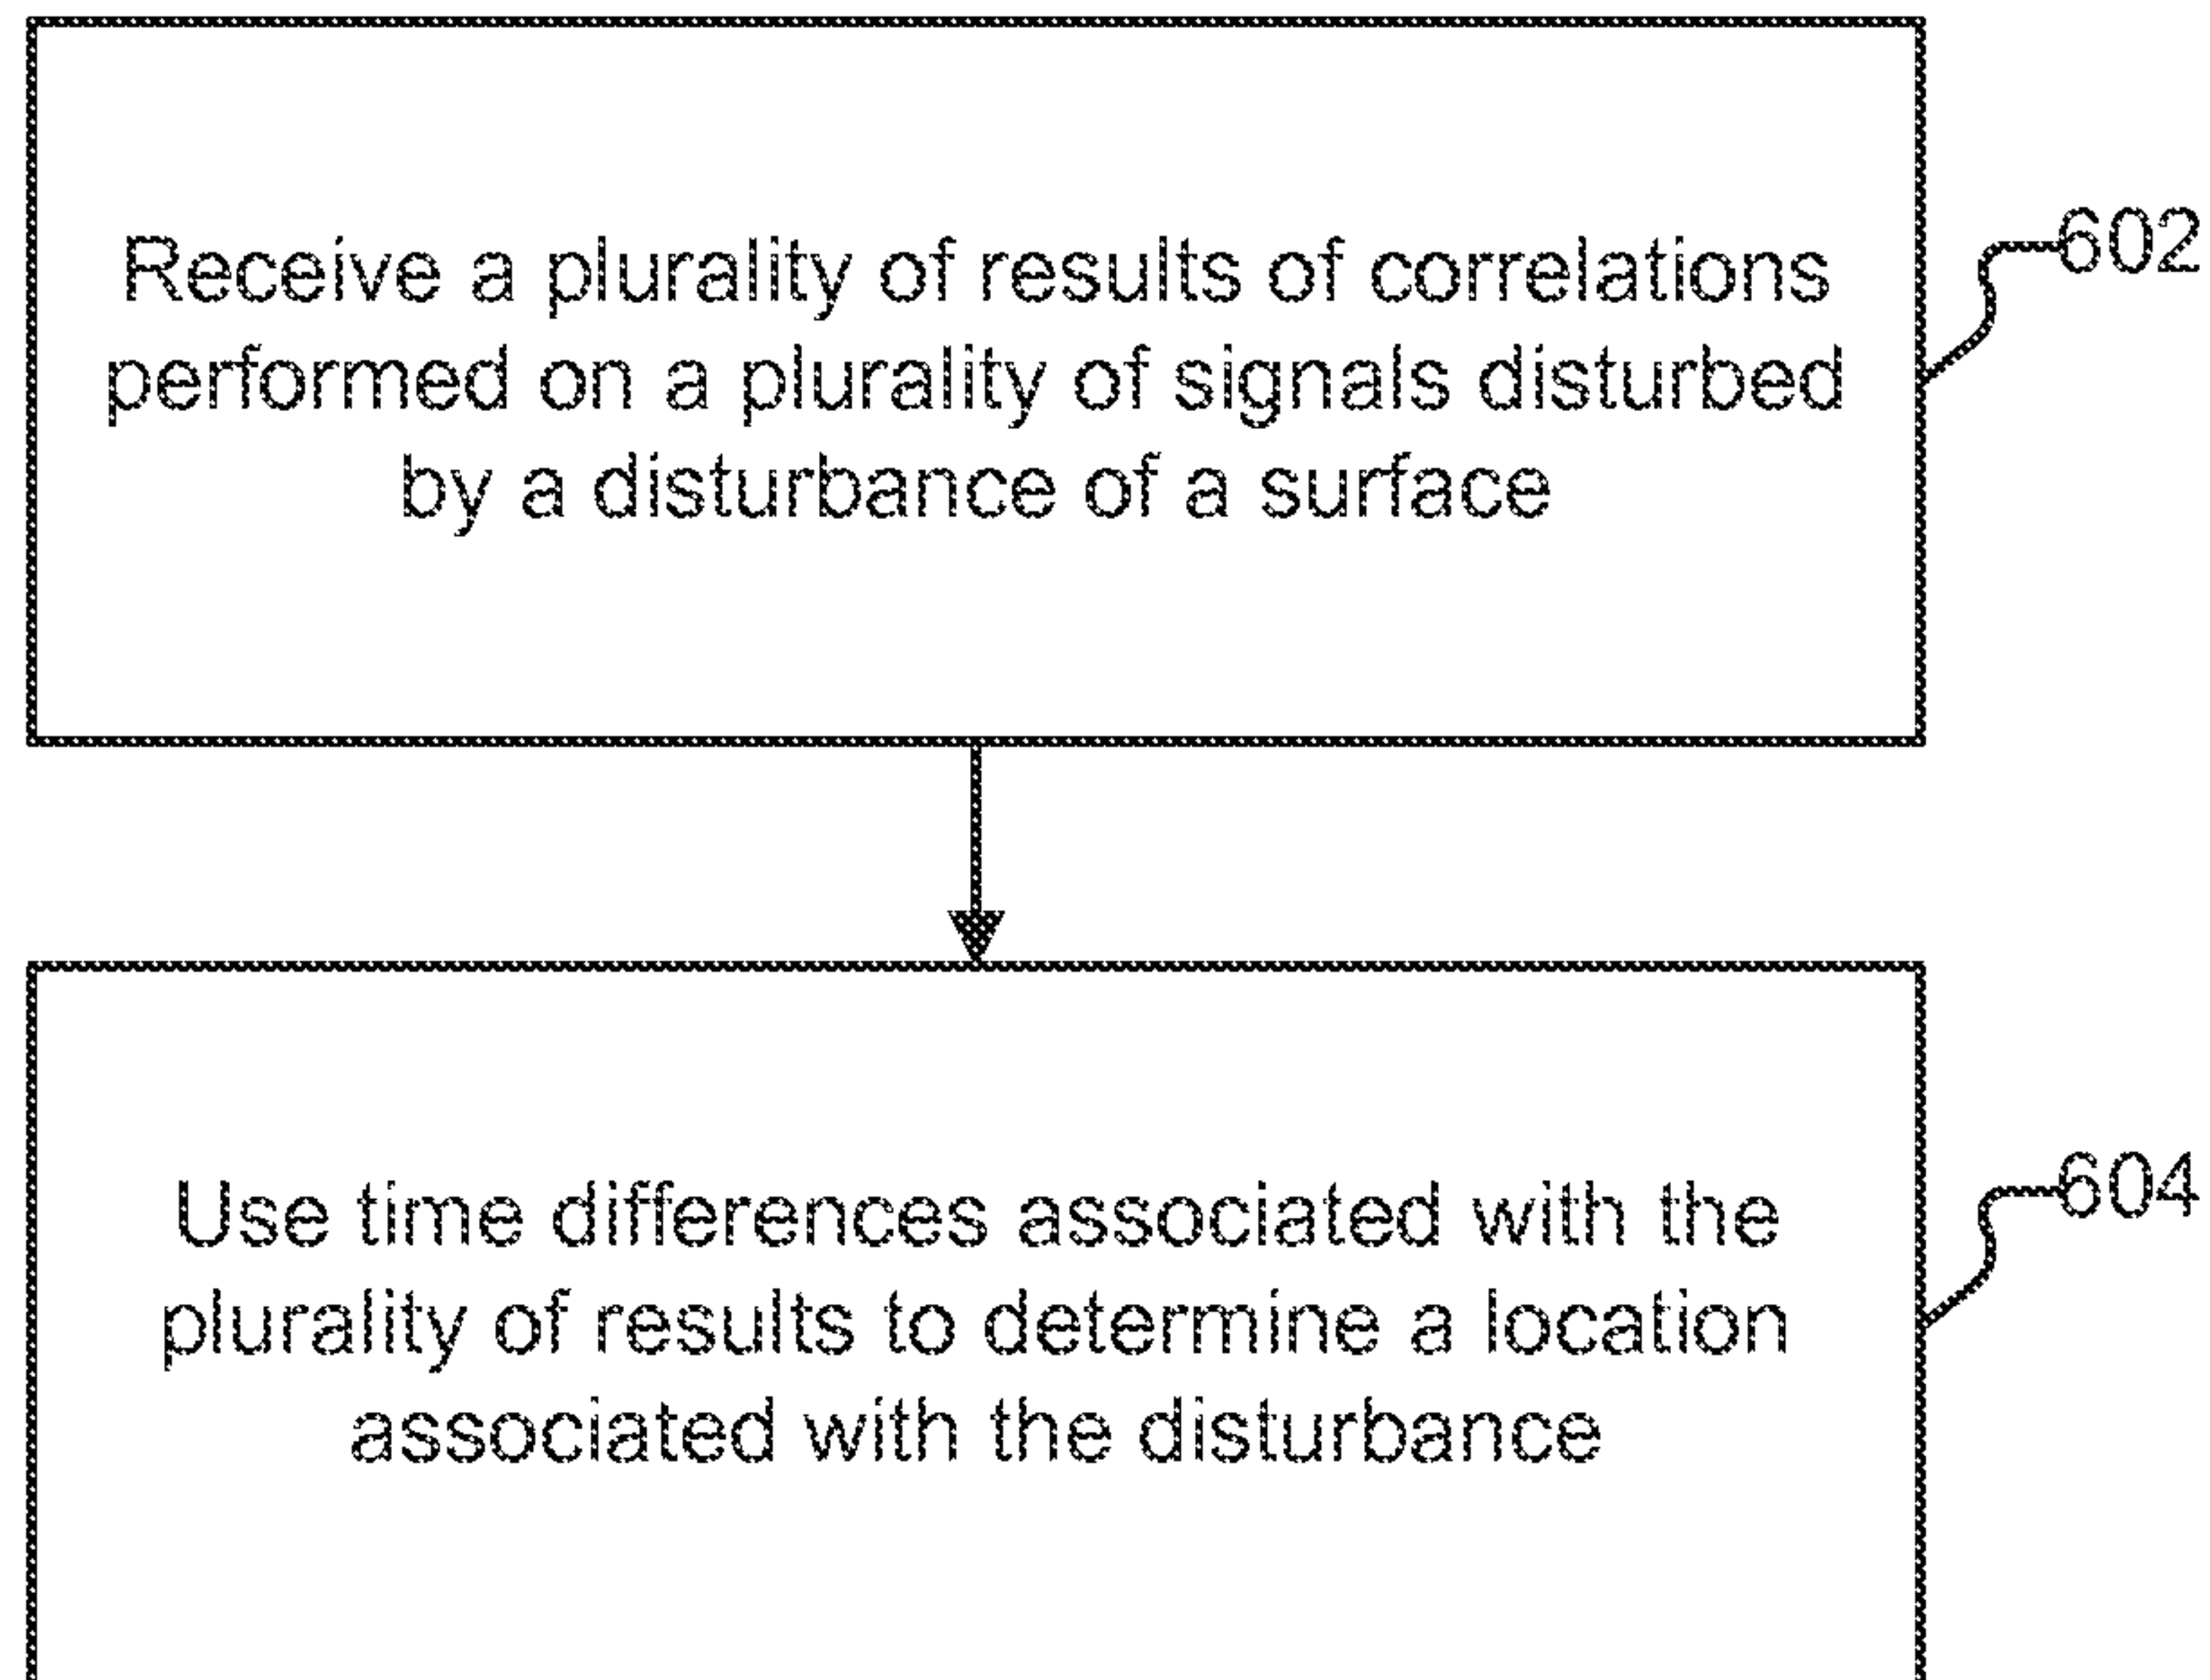 Receive a plurality of results of correlations
performed on a plurality of signals disturbed
by a disturbance of a surface
602
Use time differences associated with the
plurality of results to determine a location
associated with the disturbance
604